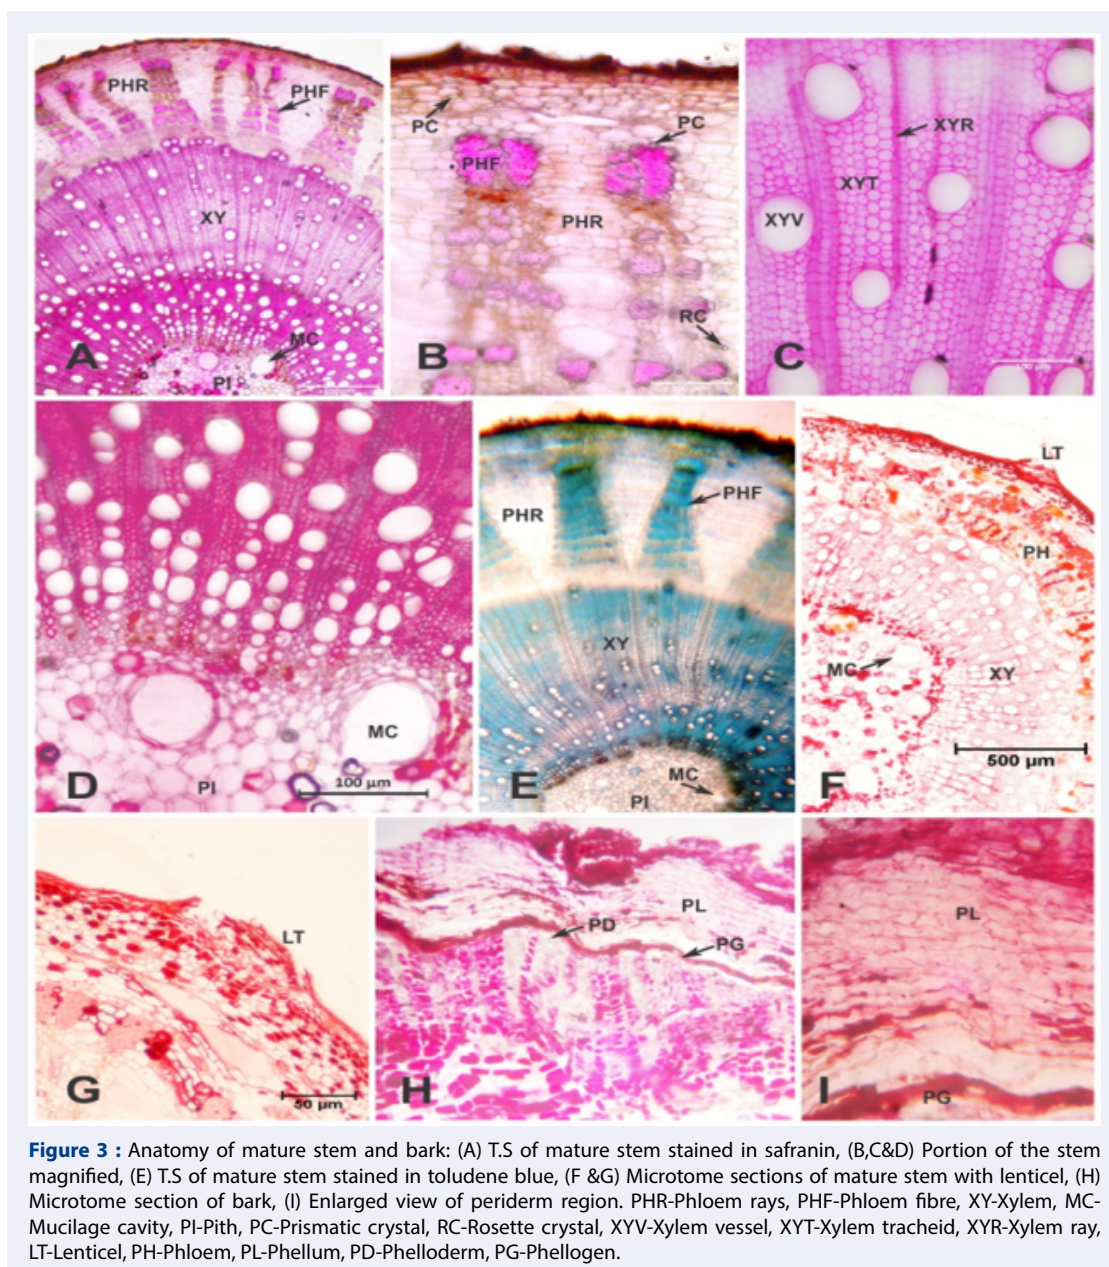 PHR
PHF
XY
MC
PI
A
PC
PC
PHF
PHR
RC
B
XYR
XYT
XYV
C
MC
PI
100 µm
D
PHF
PHR
XY
MC
PI
E
LT
PH
MC
XY
500 µm
F
LT
50 µm
G
PL
PD
PG
H
PL
PG
I
Figure 3 : Anatomy of mature stem and bark: (A) T.S of mature stem stained in safranin, (B,C&D) Portion of the stem
magnified, (E) T.S of mature stem stained in toludene blue, (F &G) Microtome sections of mature stem with lenticel, (H)
Microtome section of bark, (I) Enlarged view of periderm region. PHR-Phloem rays, PHF-Phloem fibre, XY-Xylem, MC-
Mucilage cavity, PI-Pith, PC-Prismatic crystal, RC-Rosette crystal, XYV-Xylem vessel, XYT-Xylem tracheid, XYR-Xylem ray,
LT-Lenticel, PH-Phloem, PL-Phellum, PD-Phelloderm, PG-Phellogen.